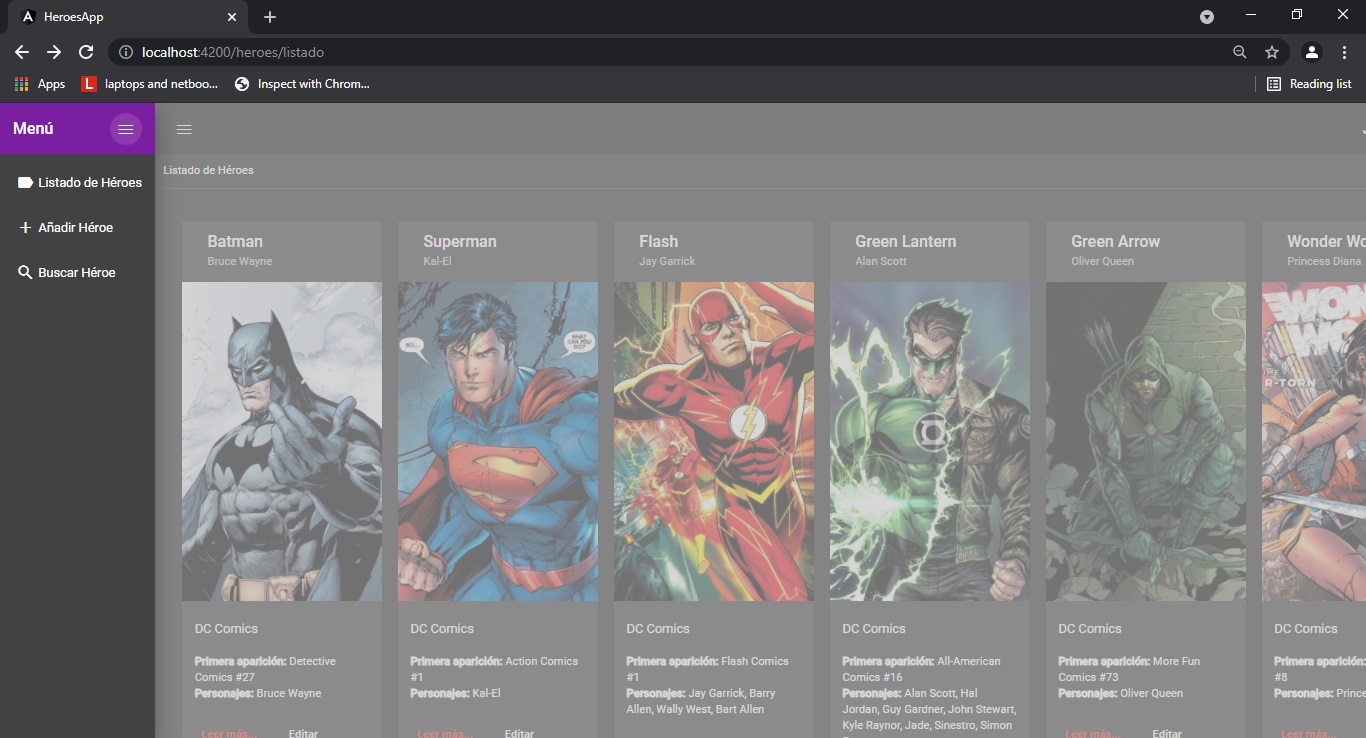 HeroesApp
localhost:4200/heroes/listado
Apps
laptops and netboo...
Inspect with Chrom...
Reading list
Menú
Listado de Héroes
Añadir Héroe
Buscar Héroe
Listado de Héroes
Batman
Bruce Wayne
DC Comics
Primera aparición: Detective
Comics #27
Personajes: Bruce Wayne
Leer más...
Editar
Superman
Kal-El
SO...
WHAT
CAN YOU
DO?
DC Comics
Primera aparición: Action Comics
#1
Personajes: Kal-El
Leer más...
Editar
Flash
Jay Garrick
DC Comics
Primera aparición: Flash Comics
#1
Personajes: Jay Garrick, Barry
Allen, Wally West, Bart Allen
Green Lantern
Alan Scott
DC Comics
Primera aparición: All-American
Comics #16
Personajes: Alan Scott, Hal
Jordan, Guy Gardner, John Stewart,
Kyle Raynor, Jade, Sinestro, Simon
Green Arrow
Oliver Queen
DC Comics
Primera aparición: More Fun
Comics #73
Personajes: Oliver Queen
Leer más...
Editar
Wonder Wo
Princess Diana
WON
R-TORN
DC Comics
Primera aparición:
#8
Personajes: Prince
Leer más...